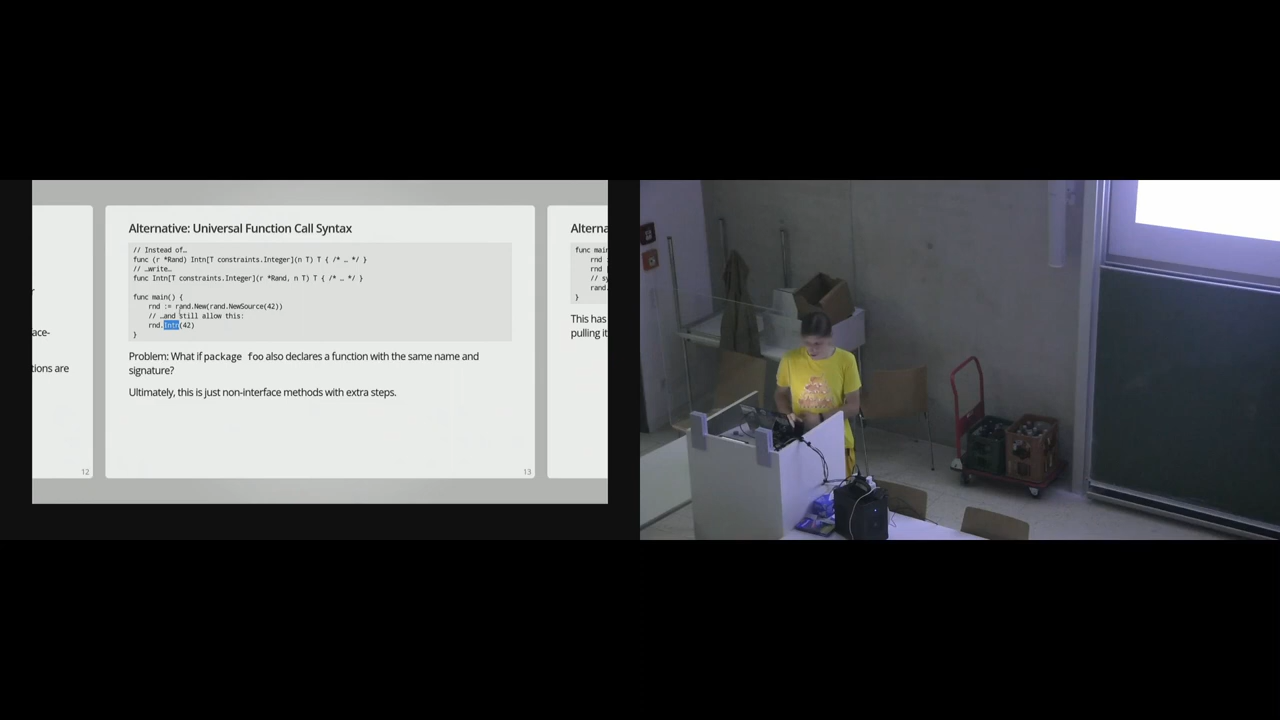 Alternative: Universal Function Call Syntax
// Instead of…
func (r *Rand) Intn[T constraints.Integer](n T) T { /* … */ }
// …write…
func Intn[T constraints.Integer](r *Rand, n T) T { /* … */ }
func main() {
rnd := rand.New(rand.NewSource(42))
// …and still allow this:
rnd.Intn(42)
}
Problem: What if package foo also declares a function with the same name and
signature?
Ultimately, this is just non-interface methods with extra steps.
13
ace-
tions are
12
Alterna
func main
rnd :
rnd
// sy
rand.
}
This has
pulling it